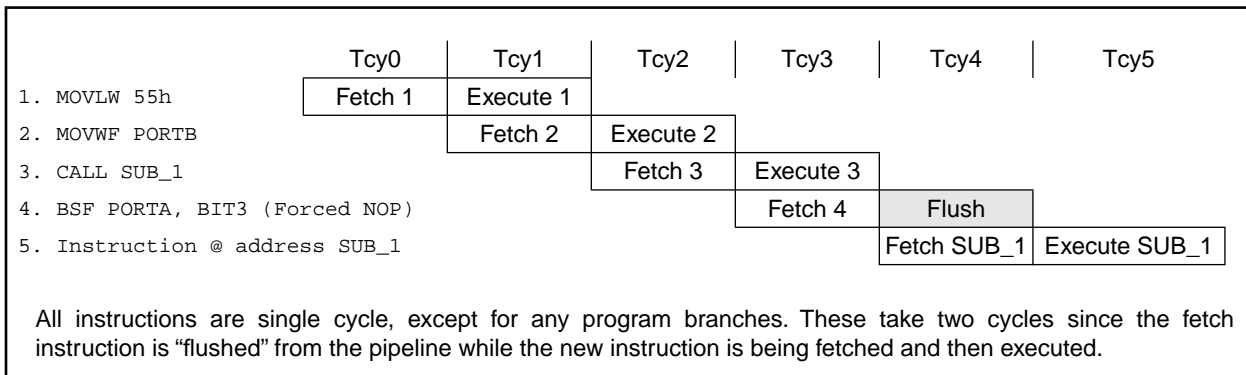 Tcy0 Tcy1 Tcy2 Tcy3 Tcy4 Tcy5
1. MOVLW 55h Fetch 1 Execute 1
2. MOVWF PORTB Fetch 2 Execute 2
3. CALL SUB_1 Fetch 3 Execute 3
4. BSF PORTA, BIT3 (Forced NOP) Fetch 4 Flush
5. Instruction @ address SUB_1 Fetch SUB_1 Execute SUB_1
All instructions are single cycle, except for any program branches. These take two cycles since the fetch
instruction is “flushed” from the pipeline while the new instruction is being fetched and then executed.